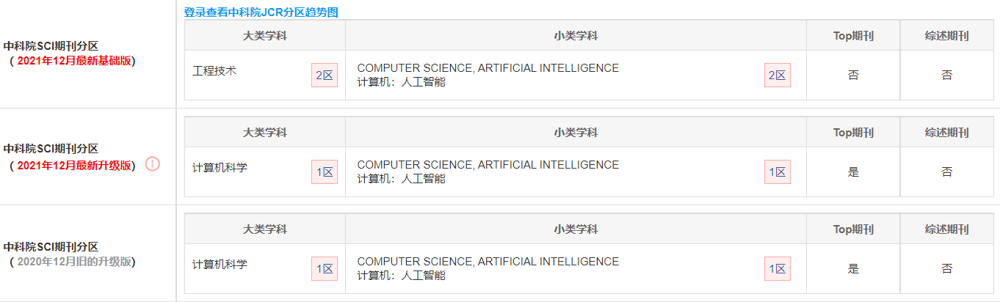 登录查看中科院JCR分区趋势图
中科院SCI期刊分区
（2021年12月最新基础版)
大类学科 小类学科 Top期刊 综述期刊
工程技术 2区 COMPUTER SCIENCE, ARTIFICIAL INTELLIGENCE 2区 否 否
计算机：人工智能
中科院SCI期刊分区
（2021年12月最新升级版)
大类学科 小类学科 Top期刊 综述期刊
计算机科学 1区 COMPUTER SCIENCE, ARTIFICIAL INTELLIGENCE 1区 是 否
计算机：人工智能
中科院SCI期刊分区
（2020年12月旧的升级版)
大类学科 小类学科 Top期刊 综述期刊
计算机科学 1区 COMPUTER SCIENCE, ARTIFICIAL INTELLIGENCE 1区 是 否
计算机：人工智能